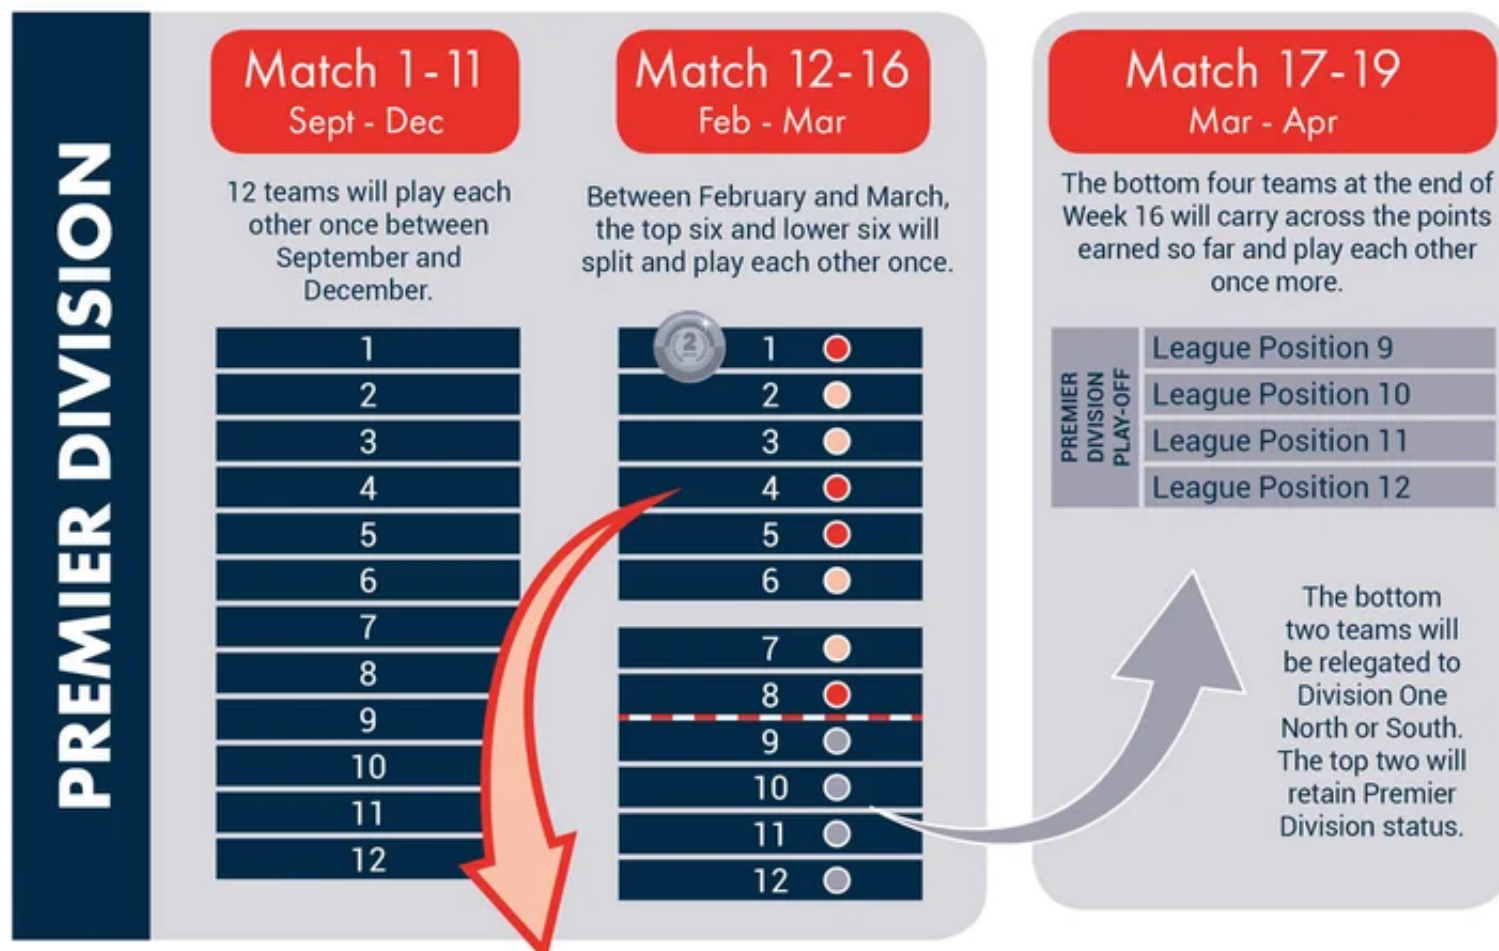 PREMIER DIVISION
Match 1-11
Sept - Dec
12 teams will play each
other once between
September and
December.
1
2
3
4
5
6
7
8
9
10
11
12
Match 12-16
Feb - Mar
Between February and March,
the top six and lower six will
split and play each other once.
2
1
2
3
4
5
6
7
8
9
10
11
12
Match 17-19
Mar - Apr
The bottom four teams at the end of
Week 16 will carry across the points
earned so far and play each other
once more.
PREMIER
DIVISION
PLAY-OFF
League Position 9
League Position 10
League Position 11
League Position 12
The bottom
two teams will
be relegated to
Division One
North or South.
The top two will
retain Premier
Division status.